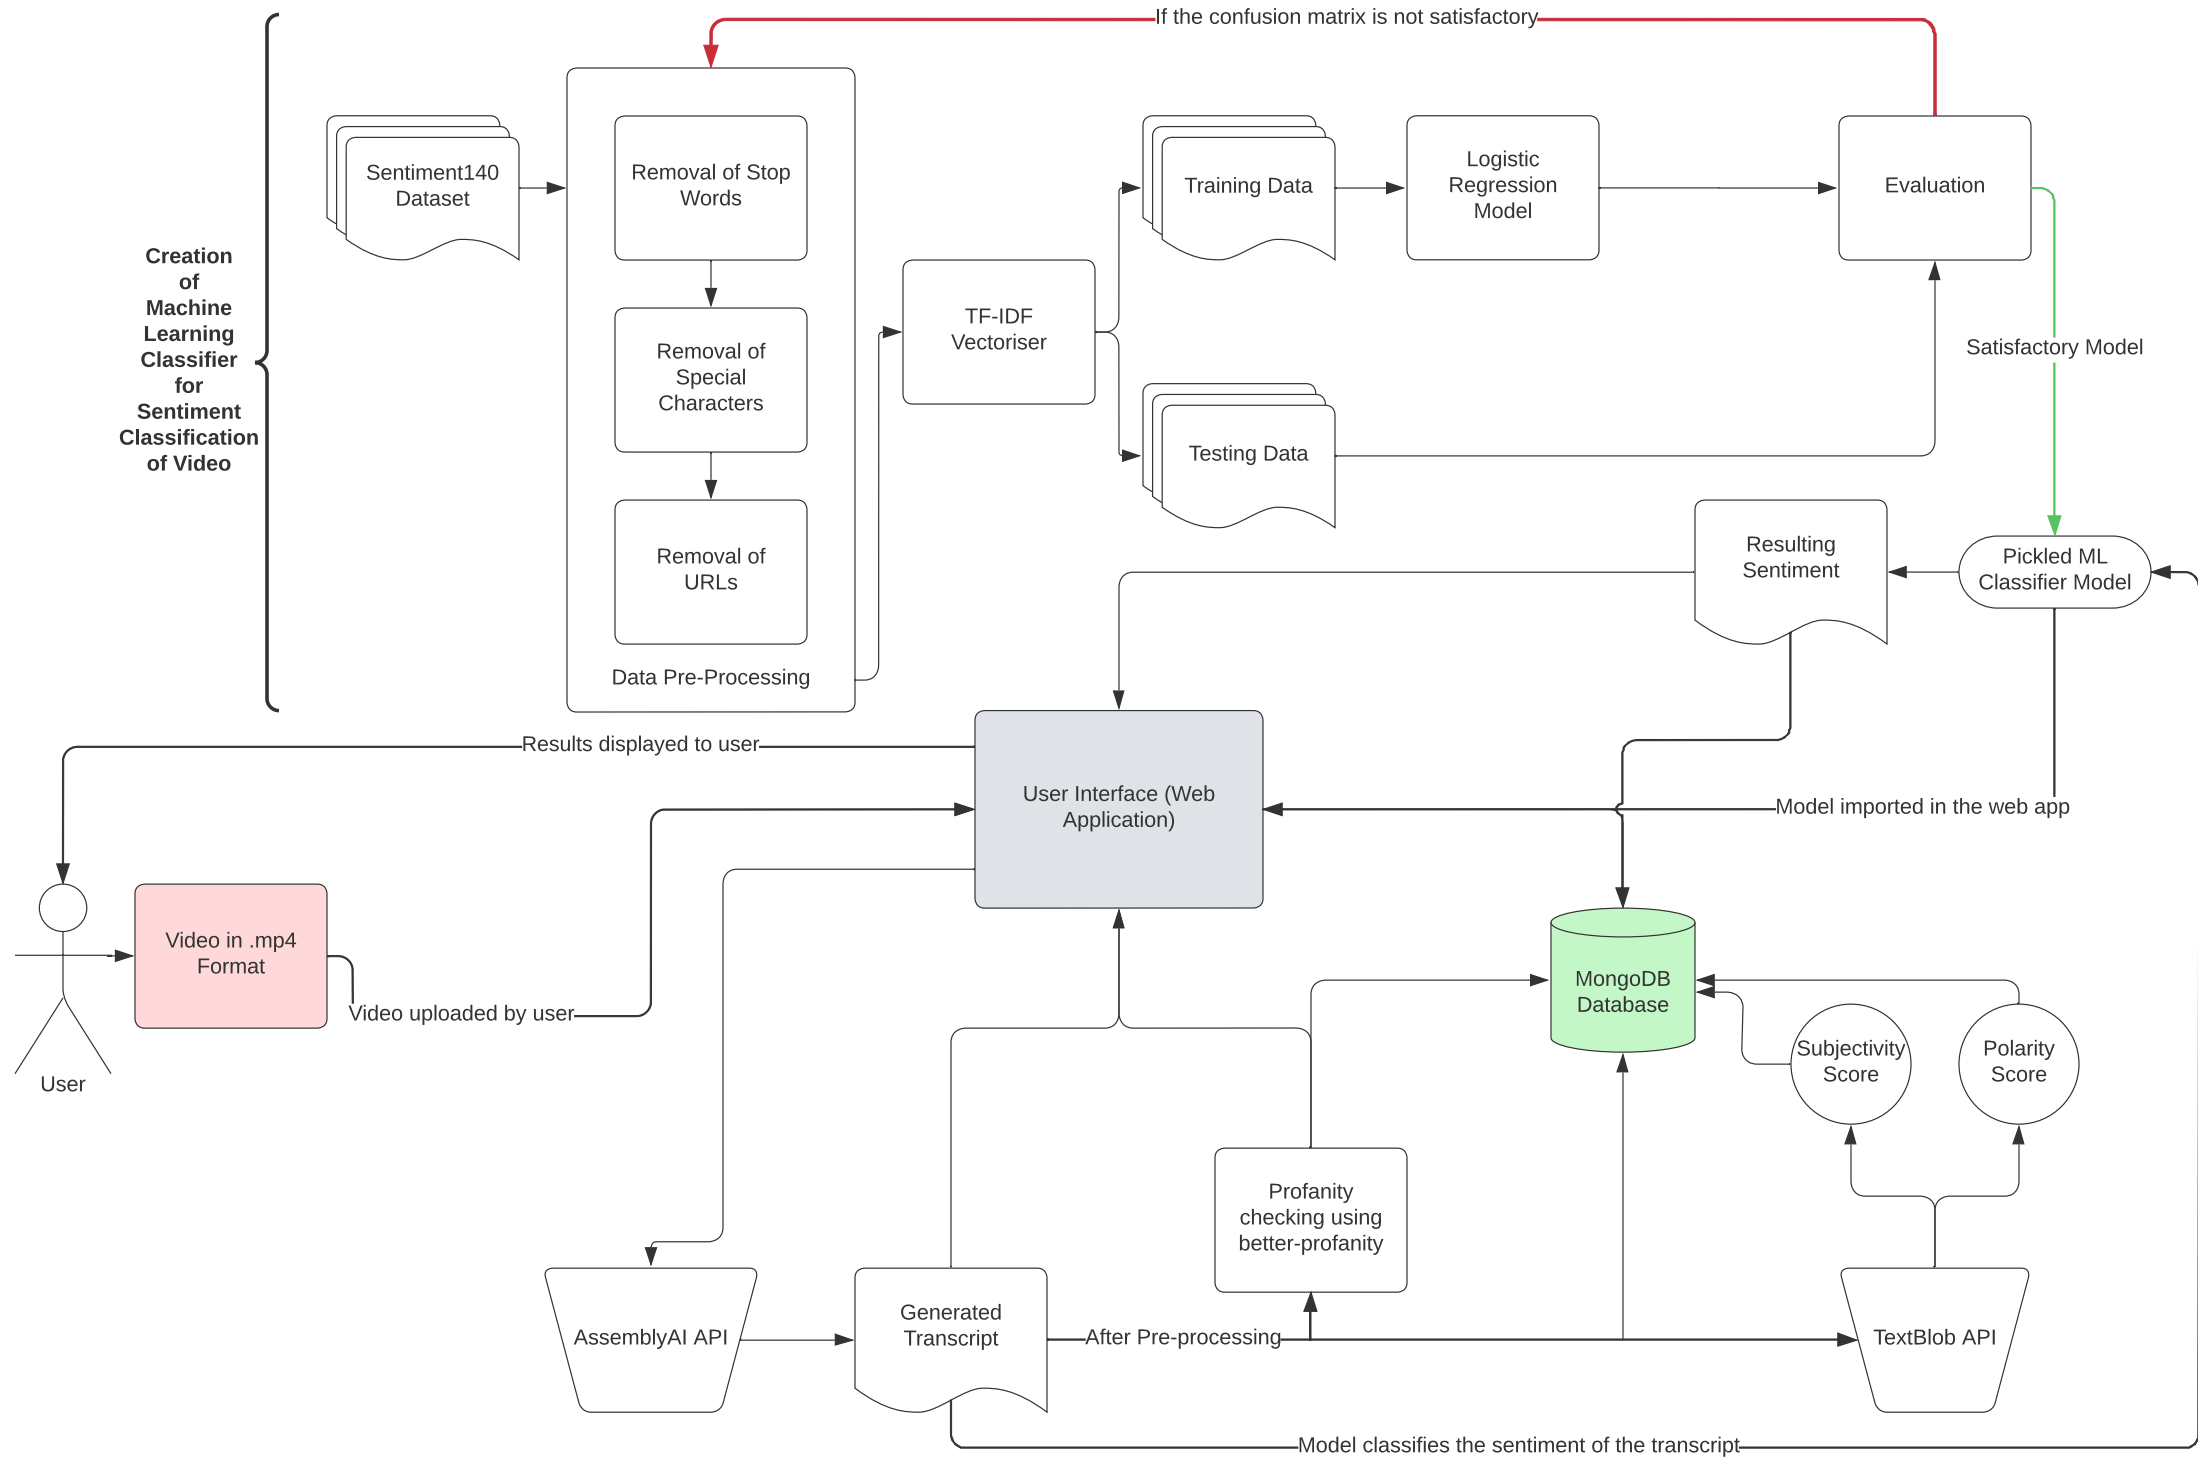 If the confusion matrix is not satisfactory
Creation
of
Machine
Learning
Classifier
for
Sentiment
Classification
of Video
Sentiment140
Dataset
Removal of Stop
Words
Removal of
Special
Characters
Removal of
URLs
Data Pre-Processing
TF-IDF
Vectoriser
Training Data
Testing Data
Logistic
Regression
Model
Evaluation
Satisfactory Model
Resulting
Sentiment
Pickled ML
Classifier Model
Results displayed to user
User Interface (Web
Application)
Model imported in the web app
Video in .mp4
Format
Video uploaded by user
User
MongoDB
Database
Subjectivity
Score
Polarity
Score
Profanity
checking using
better-profanity
AssemblyAI API
Generated
Transcript
After Pre-processing
TextBlob API
Model classifies the sentiment of the transcript